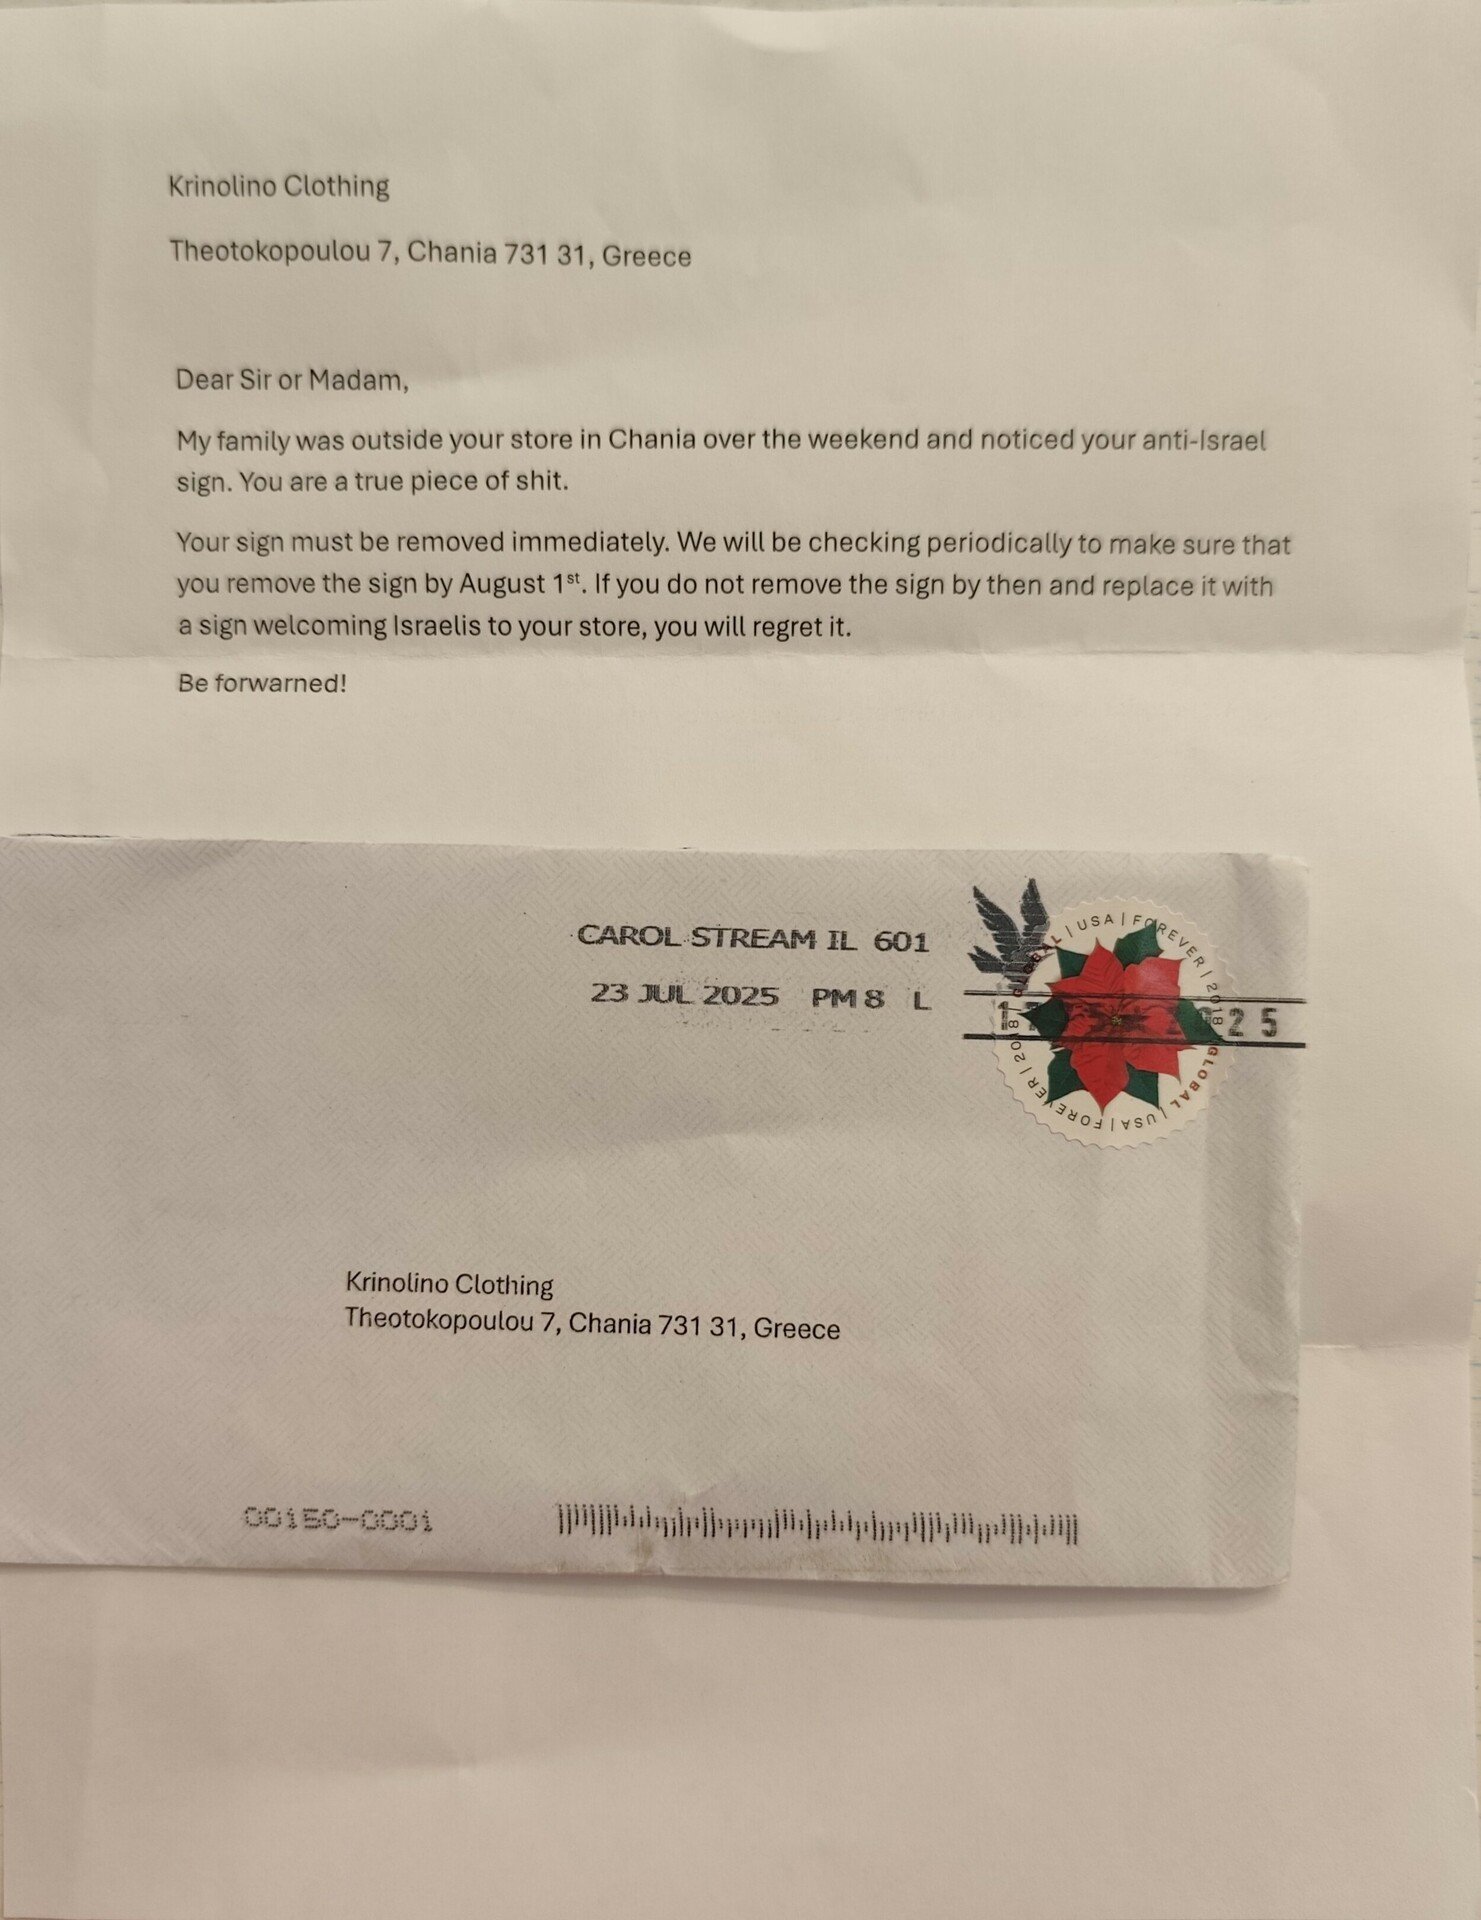 Krinolino Clothing
Theotokopoulou 7, Chania 731 31, Greece
Dear Sir or Madam,
My family was outside your store in Chania over the weekend and noticed your anti-Israel
sign. You are a true piece of shit.
Your sign must be removed immediately. We will be checking periodically to make sure that
you remove the sign by August 1st. If you do not remove the sign by then and replace it with
a sign welcoming Israelis to your store, you will regret it.
Be forwarned!
CAROL STREAM IL 601
23 JUL 2025 PM 8 L
GLOBAL | USA | FOREVER | 2018 | GLOBAL | USA | FOREVER | 2018
Krinolino Clothing
Theotokopoulou 7, Chania 731 31, Greece
00150-0001